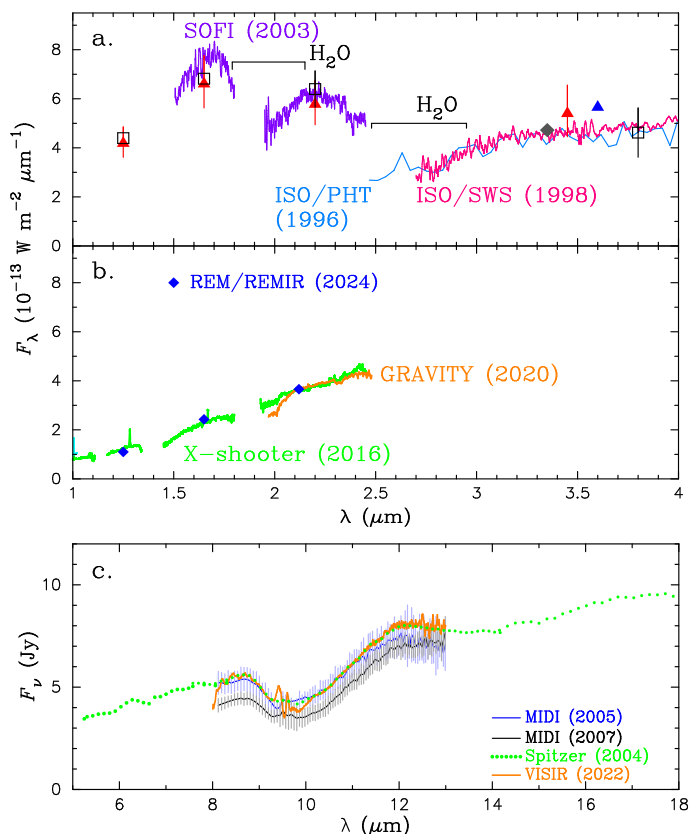 a.
SOFI (2003)
H2O
H2O
ISO/PHT
(1996)
ISO/SWS (1998)
0
2
4
6
8
b.
REM/REMIR (2024)
GRAVITY (2020)
X-shooter (2016)
0
2
4
6
8
Fλ (10−13 W m−2 μm−1)
1
1.5
2
2.5
3
3.5
4
λ (μm)
c.
MIDI (2005)
MIDI (2007)
Spitzer (2004)
VISIR (2022)
0
5
10
Fν (Jy)
6
8
10
12
14
16
18
λ (μm)